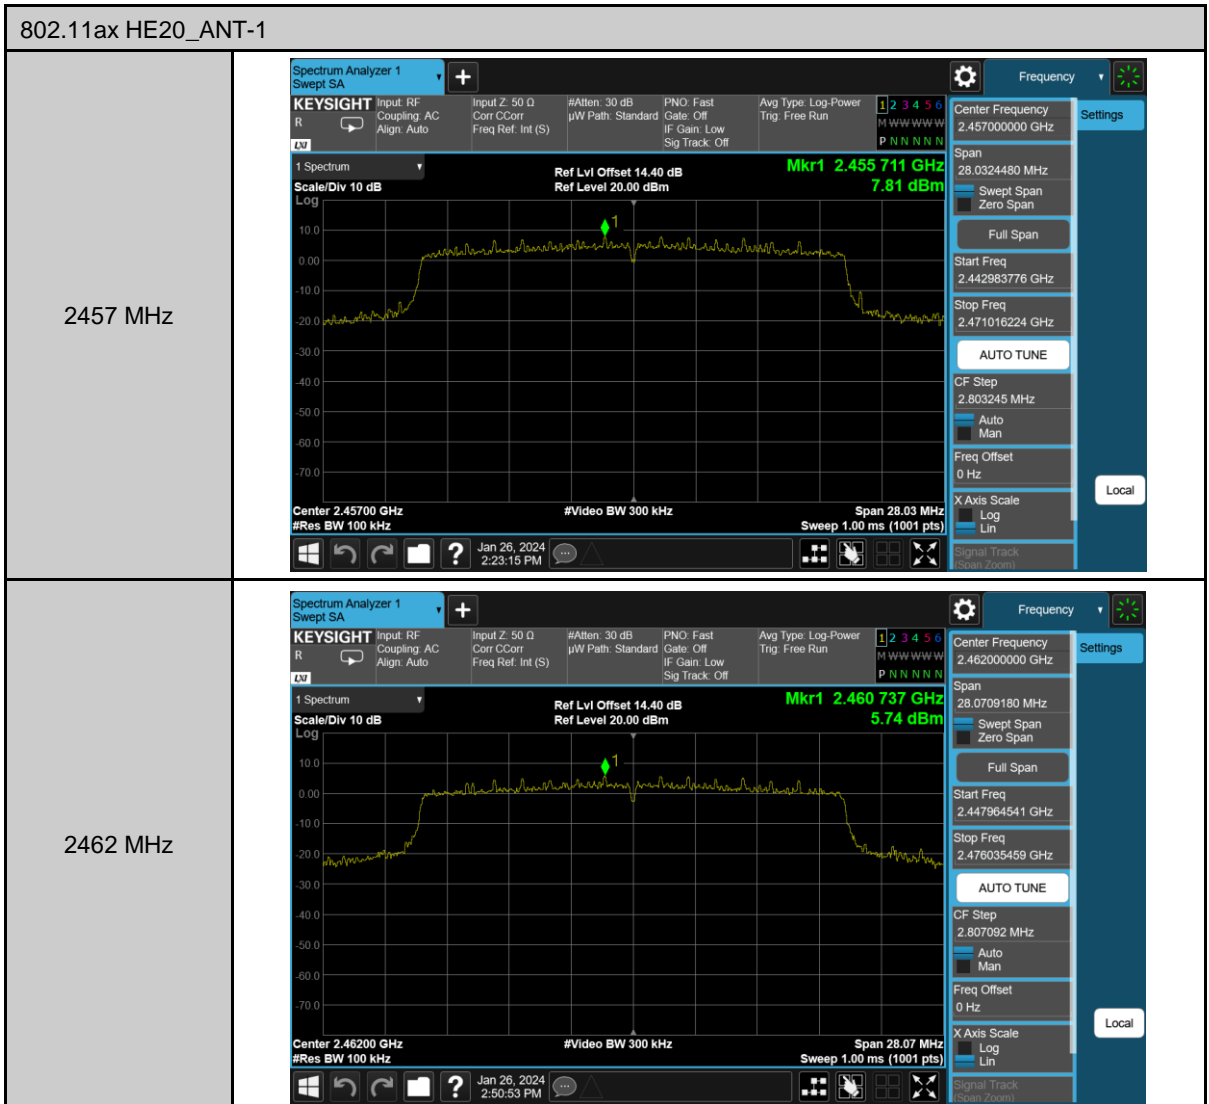 802.11ax HE20_ANT-1
2457 MHz
Spectrum Analyzer 1
Swept SA
Frequency
KEYSIGHT
R
LXI
Input: RF
Coupling: AC
Align: Auto
Input Z: 50 Ω
Corr CCorr
Freq Ref: Int (S)
#Atten: 30 dB
µW Path: Standard
PNO: Fast
Gate: Off
IF Gain: Low
Sig Track: Off
Avg Type: Log-Power
Trig: Free Run
1 2 3 4 5 6
M W W W W W
P N N N N N
1 Spectrum
Scale/Div 10 dB
Log
Ref Lvl Offset 14.40 dB
Ref Level 20.00 dBm
Mkr1 2.455 711 GHz
7.81 dBm
1
10.0
0.00
-10.0
-20.0
-30.0
-40.0
-50.0
-60.0
-70.0
Center 2.45700 GHz
#Res BW 100 kHz
#Video BW 300 kHz
Span 28.03 MHz
Sweep 1.00 ms (1001 pts)
?
Jan 26, 2024
2:23:15 PM
Center Frequency
2.457000000 GHz
Span
28.0324480 MHz
Swept Span
Zero Span
Full Span
Start Freq
2.442983776 GHz
Stop Freq
2.471016224 GHz
AUTO TUNE
CF Step
2.803245 MHz
Auto
Man
Freq Offset
0 Hz
X Axis Scale
Log
Lin
Signal Track
(Span Zoom)
Settings
Local
2462 MHz
Spectrum Analyzer 1
Swept SA
Frequency
KEYSIGHT
R
LXI
Input: RF
Coupling: AC
Align: Auto
Input Z: 50 Ω
Corr CCorr
Freq Ref: Int (S)
#Atten: 30 dB
µW Path: Standard
PNO: Fast
Gate: Off
IF Gain: Low
Sig Track: Off
Avg Type: Log-Power
Trig: Free Run
1 2 3 4 5 6
M W W W W W
P N N N N N
1 Spectrum
Scale/Div 10 dB
Log
Ref Lvl Offset 14.40 dB
Ref Level 20.00 dBm
Mkr1 2.460 737 GHz
5.74 dBm
1
10.0
0.00
-10.0
-20.0
-30.0
-40.0
-50.0
-60.0
-70.0
Center 2.46200 GHz
#Res BW 100 kHz
#Video BW 300 kHz
Span 28.07 MHz
Sweep 1.00 ms (1001 pts)
?
Jan 26, 2024
2:50:53 PM
Center Frequency
2.462000000 GHz
Span
28.0709180 MHz
Swept Span
Zero Span
Full Span
Start Freq
2.447964541 GHz
Stop Freq
2.476035459 GHz
AUTO TUNE
CF Step
2.807092 MHz
Auto
Man
Freq Offset
0 Hz
X Axis Scale
Log
Lin
Signal Track
(Span Zoom)
Settings
Local